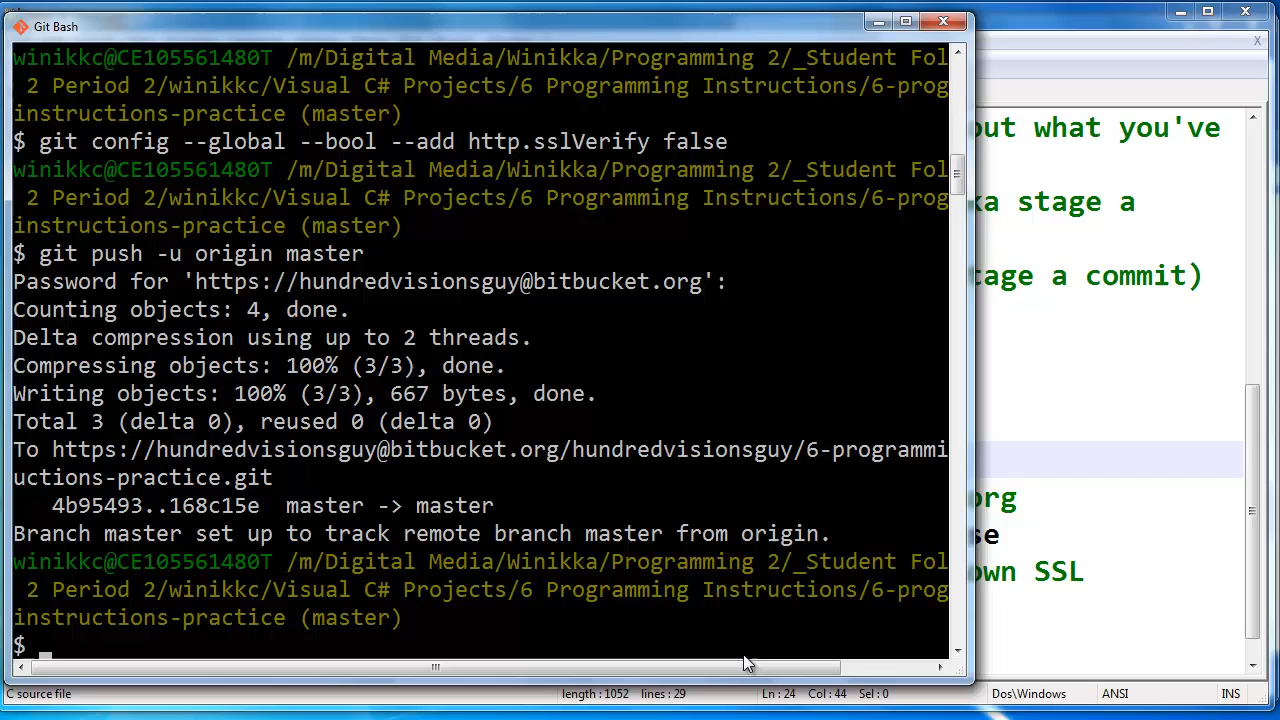 Git Bash
winikkc@CE105561480T /m/Digital Media/Winikka/Programming 2/_Student Fol
 2 Period 2/winikkc/Visual C# Projects/6 Programming Instructions/6-prog
instructions-practice (master)
$ git config --global --bool --add http.sslVerify false
winikkc@CE105561480T /m/Digital Media/Winikka/Programming 2/_Student Fol
 2 Period 2/winikkc/Visual C# Projects/6 Programming Instructions/6-prog
instructions-practice (master)
$ git push -u origin master
Password for 'https://hundredvisionsguy@bitbucket.org':
Counting objects: 4, done.
Delta compression using up to 2 threads.
Compressing objects: 100% (3/3), done.
Writing objects: 100% (3/3), 667 bytes, done.
Total 3 (delta 0), reused 0 (delta 0)
To https://hundredvisionsguy@bitbucket.org/hundredvisionsguy/6-programmi
uctions-practice.git
   4b95493..168c15e  master -> master
Branch master set up to track remote branch master from origin.
winikkc@CE105561480T /m/Digital Media/Winikka/Programming 2/_Student Fol
 2 Period 2/winikkc/Visual C# Projects/6 Programming Instructions/6-prog
instructions-practice (master)
$
out what you've
ka stage a
tage a commit)
org
se
own SSL
C source file length : 1052 lines : 29 Ln : 24 Col : 44 Sel : 0 Dos\Windows ANSI INS